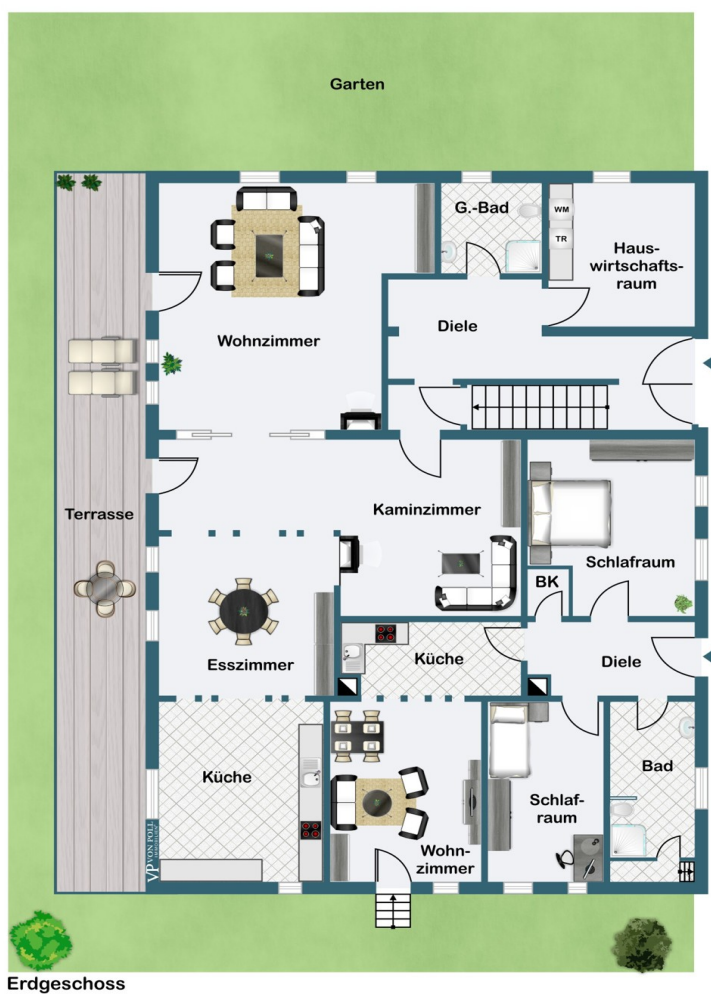 Garten
G.-Bad
WM
TR
Haus-
wirtschafts-
raum
Diele
Wohnzimmer
Terrasse
Kaminzimmer
Schlafraum
BK
Esszimmer
Küche
Diele
Küche
Bad
Schlaf-
raum
Wohn-
zimmer
VP VON POLL
Erdgeschoss